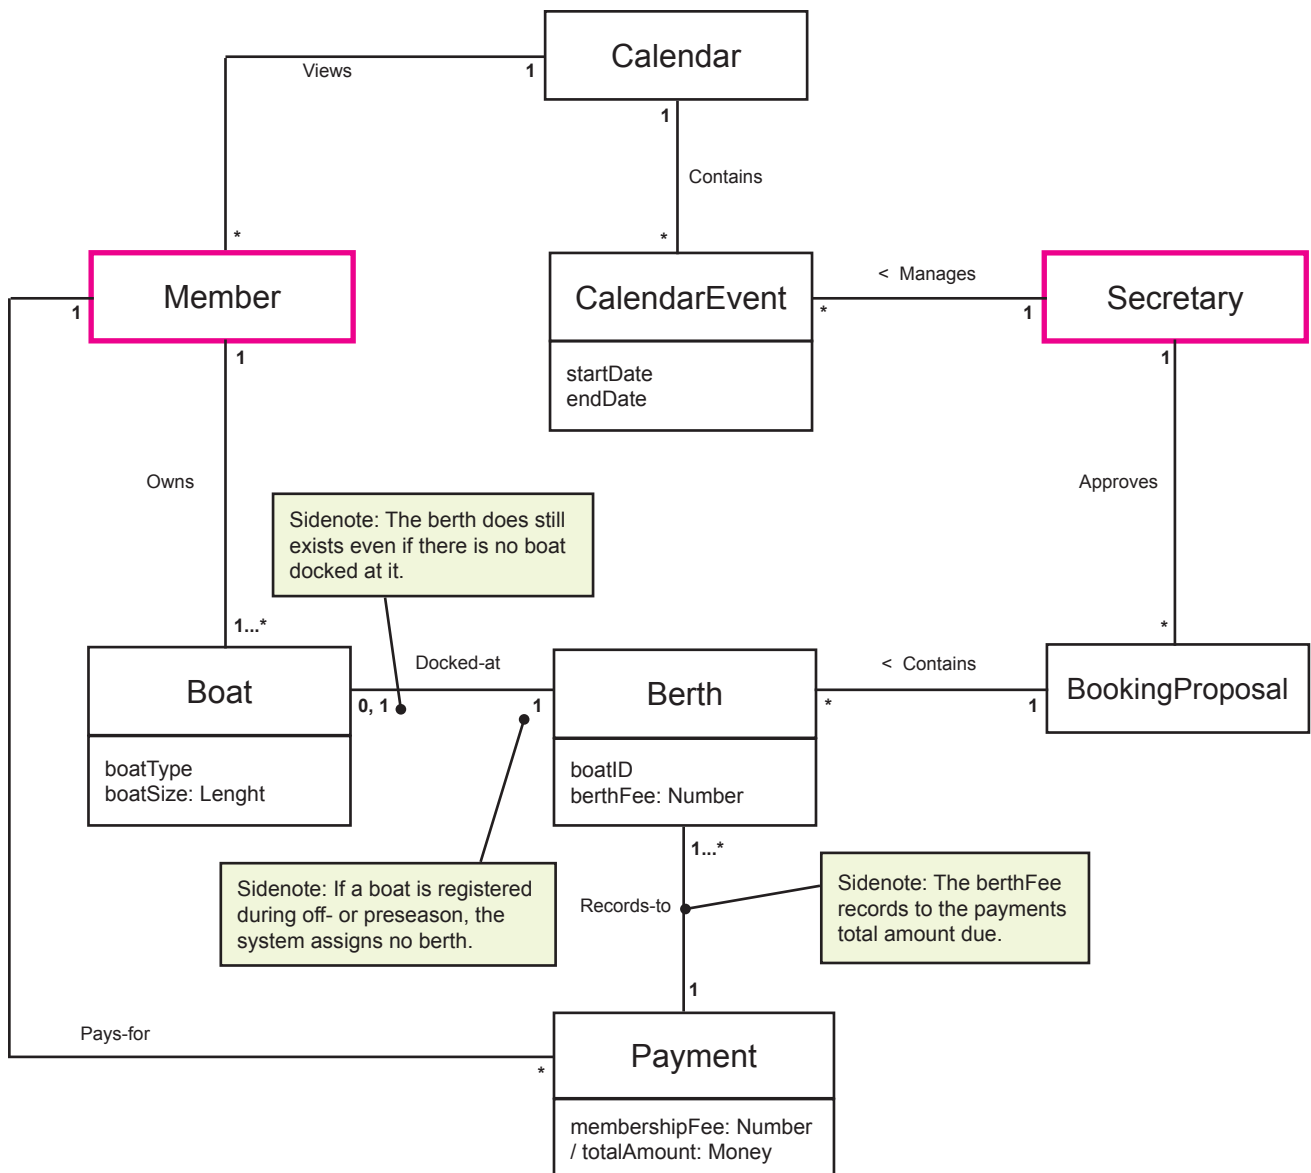 Calendar
Views
1
1
Contains
*
*
Member
1
1
CalendarEvent
startDate
endDate
< Manages
*
1
Secretary
1
Owns
Approves
Sidenote: The berth does still
exists even if there is no boat
docked at it.
1...*
*
Boat
boatType
boatSize: Lenght
Docked-at
0, 1
1
Berth
boatID
berthFee: Number
< Contains
*
1
BookingProposal
Sidenote: If a boat is registered
during off- or preseason, the
system assigns no berth.
1...*
Records-to
Sidenote: The berthFee
records to the payments
total amount due.
1
Pays-for
*
Payment
membershipFee: Number
/ totalAmount: Money